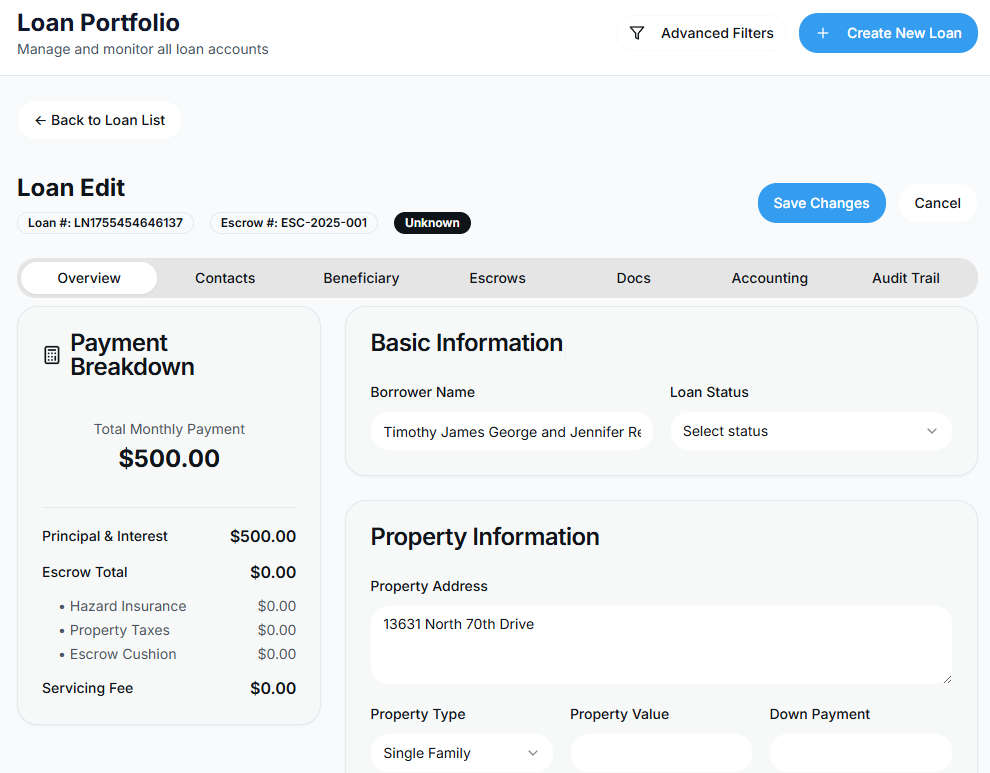 Loan Portfolio
Manage and monitor all loan accounts
Advanced Filters
+ Create New Loan
← Back to Loan List
Loan Edit
Loan #: LN1755454646137
Escrow #: ESC-2025-001
Unknown
Save Changes
Cancel
Overview
Contacts
Beneficiary
Escrows
Docs
Accounting
Audit Trail
Payment
Breakdown
Total Monthly Payment
$500.00
Principal & Interest $500.00
Escrow Total $0.00
• Hazard Insurance $0.00
• Property Taxes $0.00
• Escrow Cushion $0.00
Servicing Fee $0.00
Basic Information
Borrower Name
Timothy James George and Jennifer Re
Loan Status
Select status
Property Information
Property Address
13631 North 70th Drive
Property Type
Single Family
Property Value
Down Payment